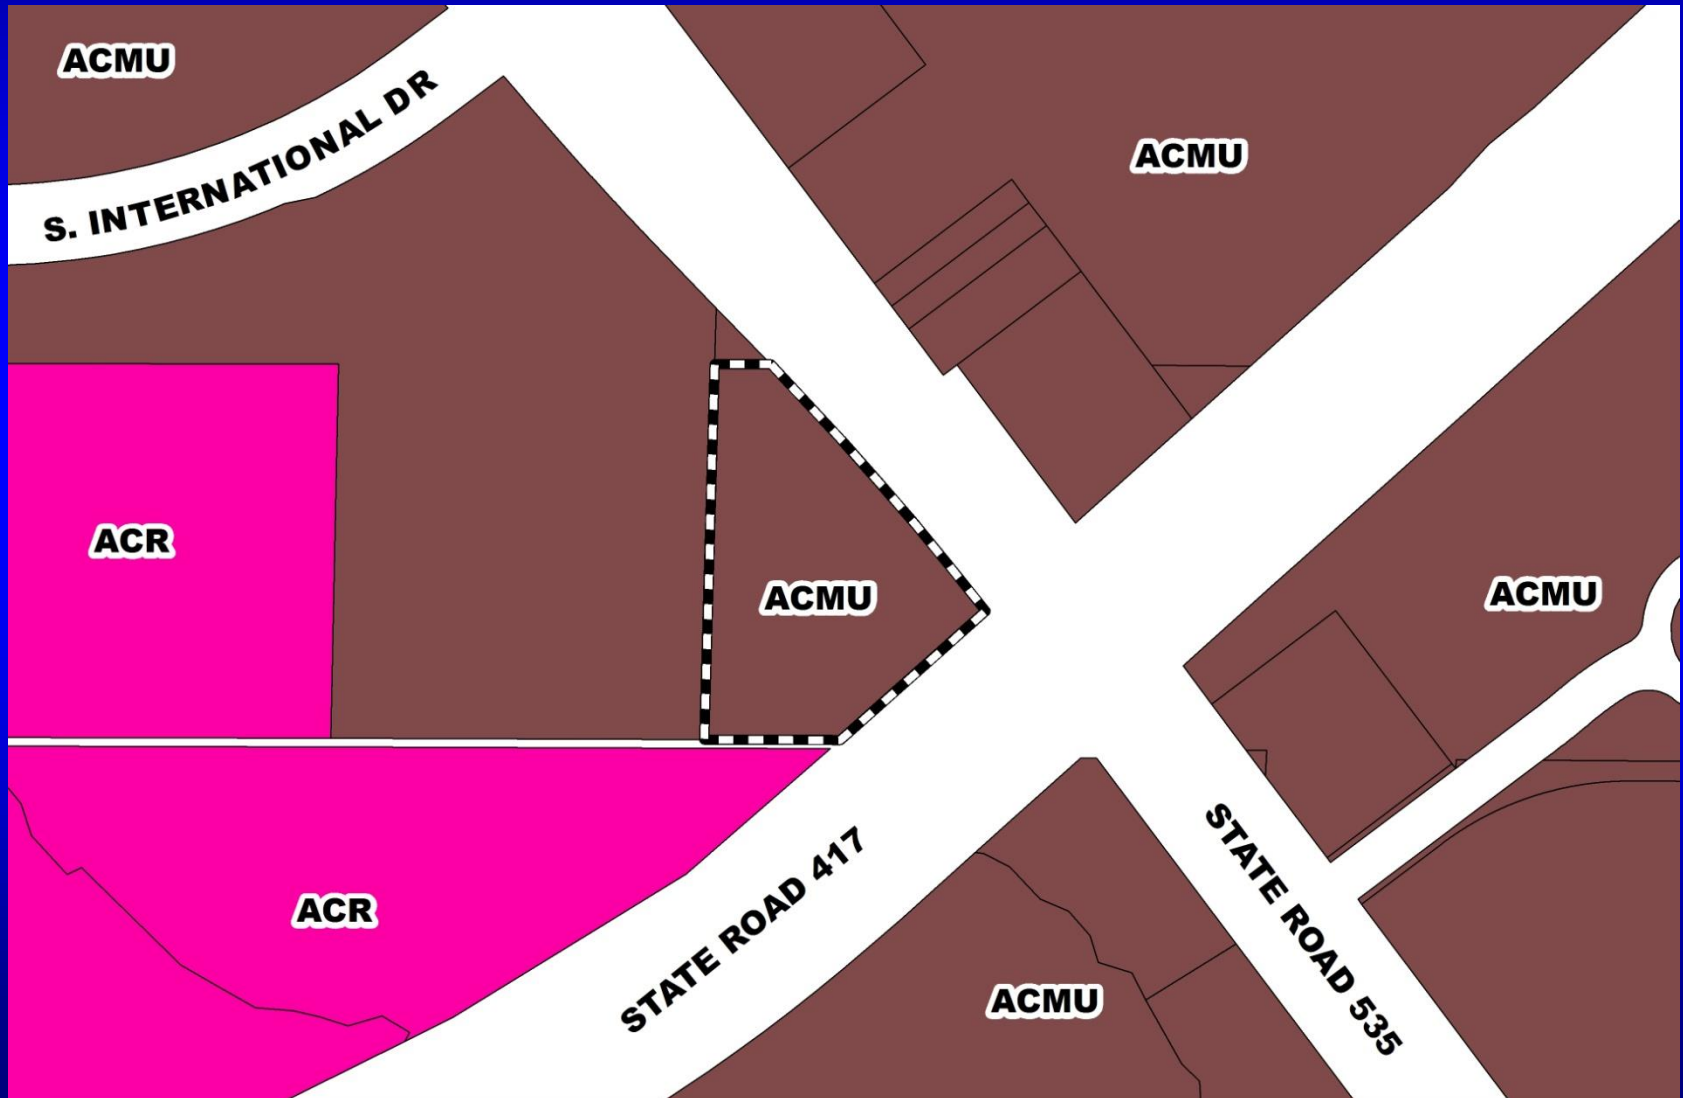 ACMU
S. INTERNATIONAL DR
ACMU
ACR
ACMU
ACMU
ACR
STATE ROAD 417
STATE ROAD 535
ACMU